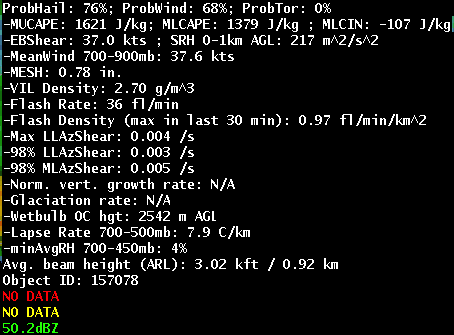 ProbHail: 76%; ProbWind: 68%; ProbTor: 0%
-MUCAPE: 1621 J/kg; MLCAPE: 1379 J/kg ; MLCIN: -107 J/kg
-EBShear: 37.0 kts ; SRH 0-1km AGL: 217 m^2/s^2
-MeanWind 700-900mb: 37.6 kts
-MESH: 0.78 in.
-VIL Density: 2.70 g/m^3
-Flash Rate: 36 fl/min
-Flash Density (max in last 30 min): 0.97 fl/min/km^2
-Max LLAzShear: 0.004 /s
-98% LLAzShear: 0.003 /s
-98% MLAzShear: 0.005 /s
-Norm. vert. growth rate: N/A
-Glaciation rate: N/A
-Wetbulb 0C hgt: 2542 m AGL
-Lapse Rate 700-500mb: 7.9 C/km
-minAvgRH 700-450mb: 4%
Avg. beam height (ARL): 3.02 kft / 0.92 km
Object ID: 157078
NO DATA
NO DATA
50.2dBZ